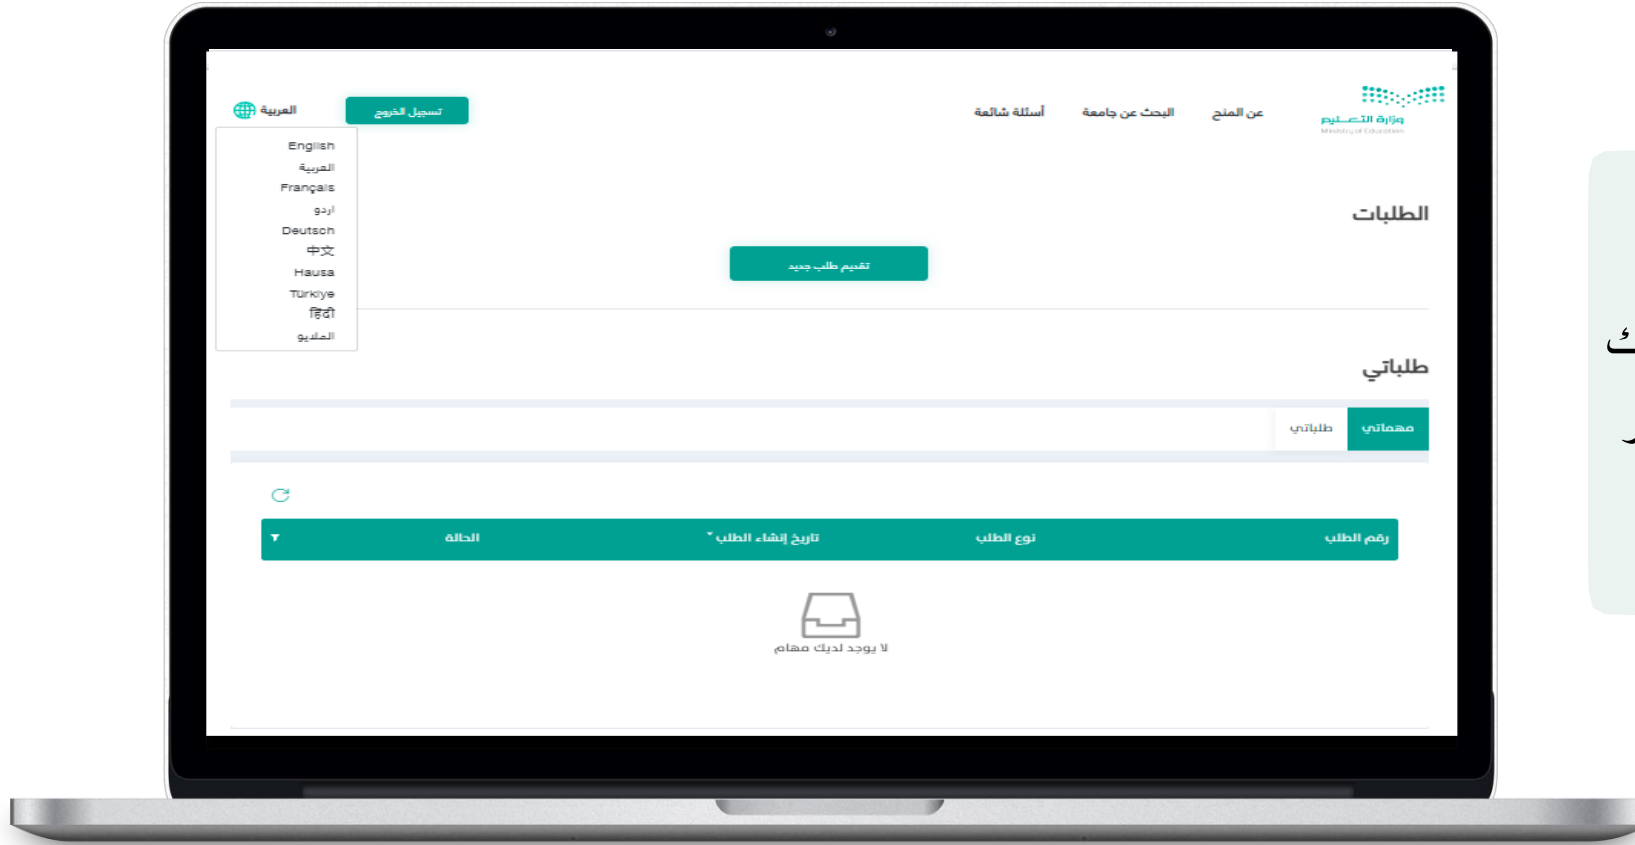 وزارة التعليم
Ministry of Education
عن المنح
البحث عن جامعة
أسئلة شائعة
تسجيل الخروج
العربية
English
العربية
Français
اردو
Deutsch
中文
Hausa
Türkiye
हिंदी
الملايو
الطلبات
تقديم طلب جديد
طلباتي
مهماتي
طلباتي
رقم الطلب
نوع الطلب
تاريخ إنشاء الطلب
الحالة
لا يوجد لديك مهام